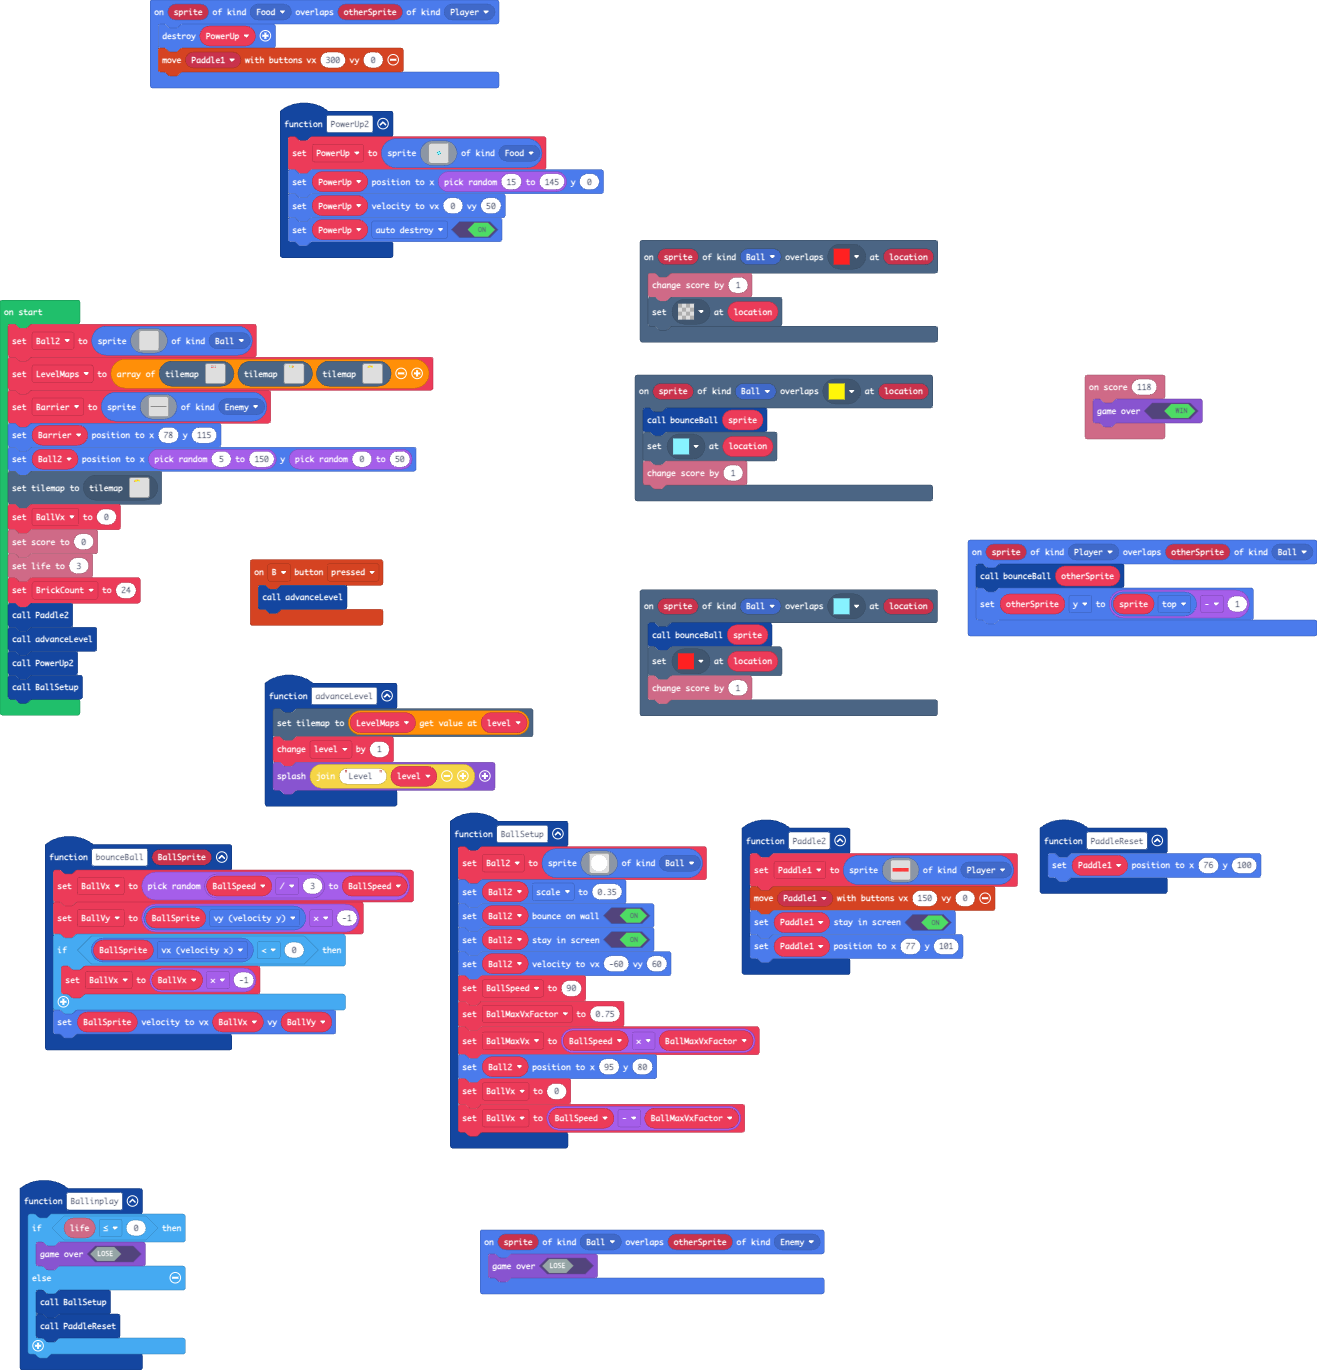 on sprite of kind Food overlaps otherSprite of kind Player
destroy PowerUp
move Paddle1 with buttons vx 300 vy 0
function PowerUp2
set PowerUp to sprite of kind Food
set PowerUp position to x pick random 15 to 145 y 0
set PowerUp velocity to vx 0 vy 50
set PowerUp auto destroy ON
on start
set Ball2 to sprite of kind Ball
set LevelMaps to array of tilemap tilemap tilemap
set Barrier to sprite of kind Enemy
set Barrier position to x 78 y 115
set Ball2 position to x pick random 5 to 150 y pick random 0 to 50
set tilemap to tilemap
set BallVx to 0
set score to 0
set life to 3
set BrickCount to 24
call Paddle2
call advanceLevel
call PowerUp2
call BallSetup
on B button pressed
call advanceLevel
on sprite of kind Ball overlaps at location
change score by 1
set at location
on sprite of kind Ball overlaps at location
call bounceBall sprite
set at location
change score by 1
on score 118
game over WIN
on sprite of kind Player overlaps otherSprite of kind Ball
call bounceBall otherSprite
set otherSprite y to sprite top - 1
on sprite of kind Ball overlaps at location
call bounceBall sprite
set at location
change score by 1
function advanceLevel
set tilemap to LevelMaps get value at level
change level by 1
splash join "Level " level
function bounceBall BallSprite
set BallVx to pick random BallSpeed / 3 to BallSpeed
set BallVy to BallSprite vy (velocity y) × -1
if BallSprite vx (velocity x) < 0 then
set BallVx to BallVx × -1
set BallSprite velocity to vx BallVx vy BallVy
function BallSetup
set Ball2 to sprite of kind Ball
set Ball2 scale to 0.35
set Ball2 bounce on wall ON
set Ball2 stay in screen ON
set Ball2 velocity to vx -60 vy 60
set BallSpeed to 90
set BallMaxVxFactor to 0.75
set BallMaxVx to BallSpeed × BallMaxVxFactor
set Ball2 position to x 95 y 80
set BallVx to 0
set BallVx to BallSpeed - BallMaxVxFactor
function Paddle2
set Paddle1 to sprite of kind Player
move Paddle1 with buttons vx 150 vy 0
set Paddle1 stay in screen ON
set Paddle1 position to x 77 y 101
function PaddleReset
set Paddle1 position to x 76 y 100
function Ballinplay
if life ≤ 0 then
game over LOSE
else
call BallSetup
call PaddleReset
on sprite of kind Ball overlaps otherSprite of kind Enemy
game over LOSE